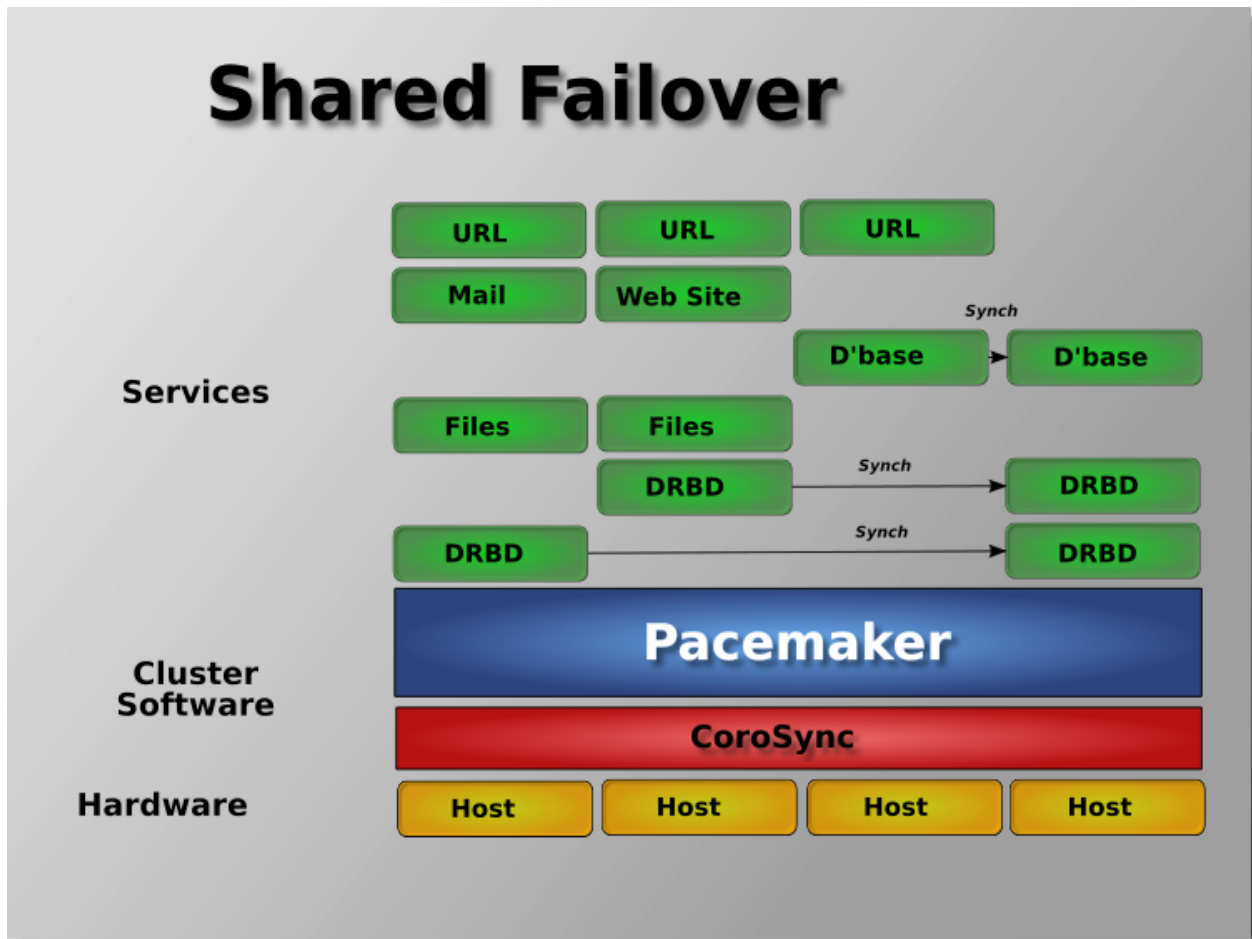 Shared Failover
URL URL URL
Mail Web Site
Synch
D'base D'base
Services
Files Files
Synch
DRBD DRBD
Synch
DRBD DRBD
Pacemaker
Cluster
Software
CoroSync
Hardware
Host Host Host Host